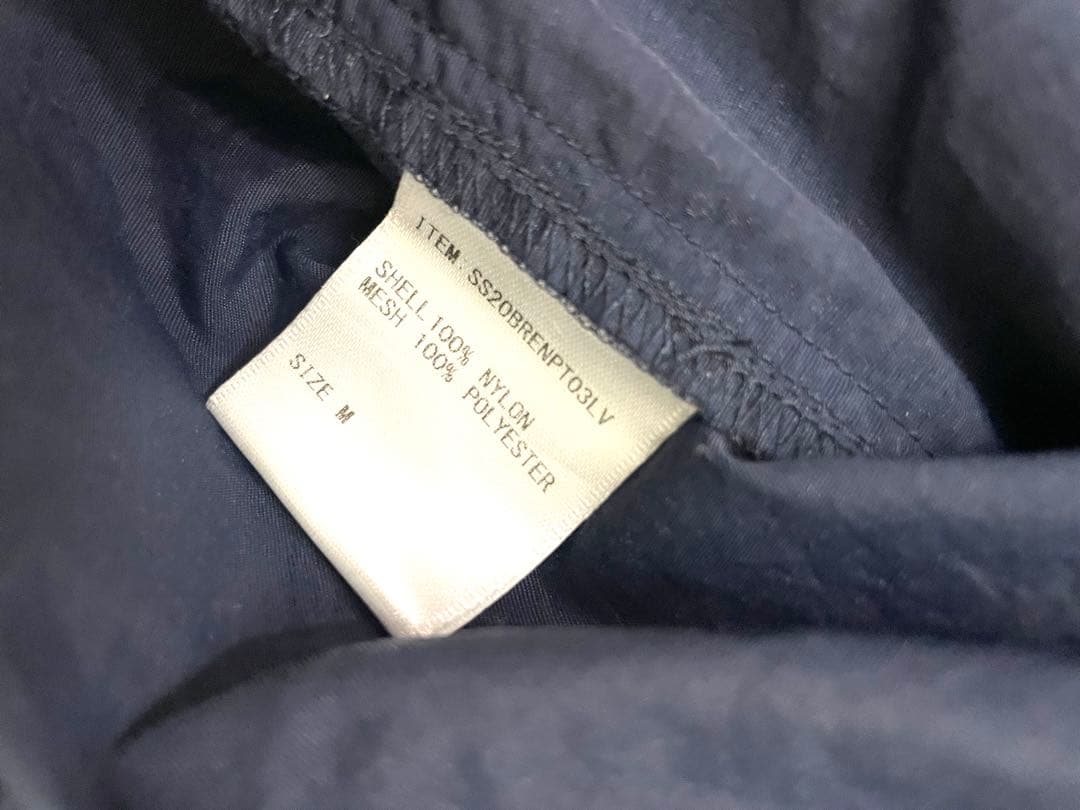 ITEM: SS20BRENPT03LV
SHELL 100% NYLON
MESH 100% POLYESTER
SIZE M